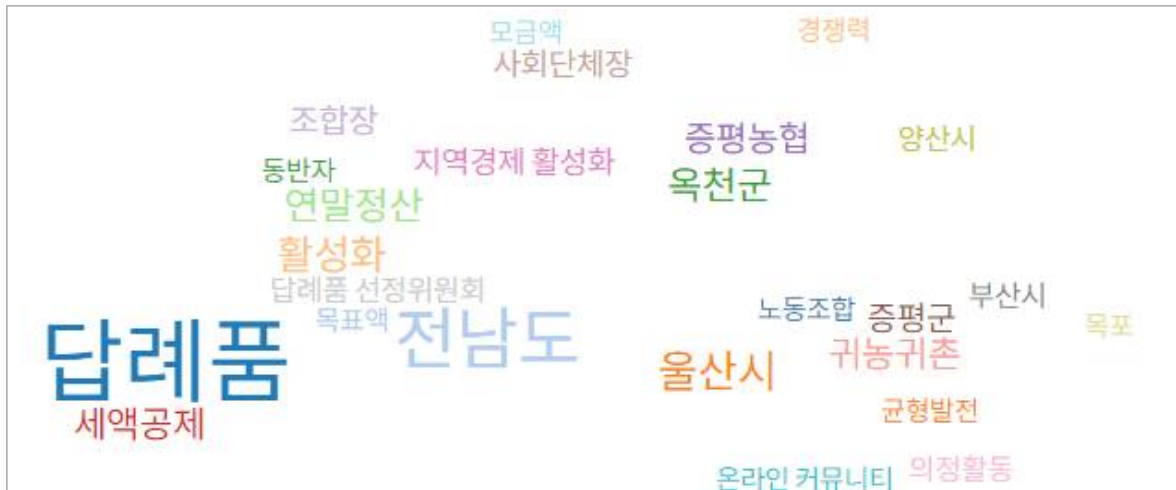 모금액
경쟁력
사회단체장
조합장
증평농협
양산시
동반자
지역경제 활성화
옥천군
연말정산
활성화
답례품 선정위원회
부산시
목표액
전남도
노동조합
증평군
목포
답례품
울산시
귀농귀촌
세액공제
균형발전
온라인 커뮤니티
의정활동